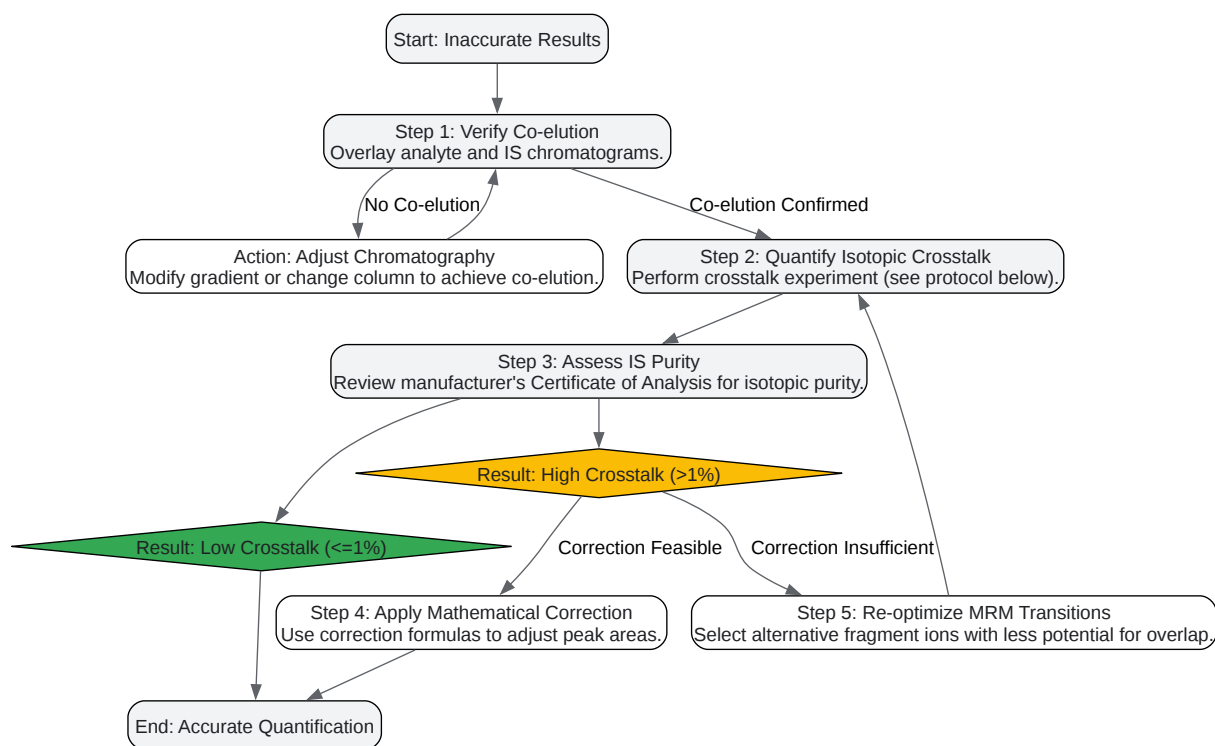 Start: Inaccurate Results
Step 1: Verify Co-elution
Overlay analyte and IS chromatograms.
No Co-elution
Co-elution Confirmed
Action: Adjust Chromatography
Modify gradient or change column to achieve co-elution.
Step 2: Quantify Isotopic Crosstalk
Perform crosstalk experiment (see protocol below).
Step 3: Assess IS Purity
Review manufacturer's Certificate of Analysis for isotopic purity.
Result: High Crosstalk (>1%)
Result: Low Crosstalk (<=1%)
Correction Feasible
Correction Insufficient
Step 4: Apply Mathematical Correction
Use correction formulas to adjust peak areas.
Step 5: Re-optimize MRM Transitions
Select alternative fragment ions with less potential for overlap.
End: Accurate Quantification